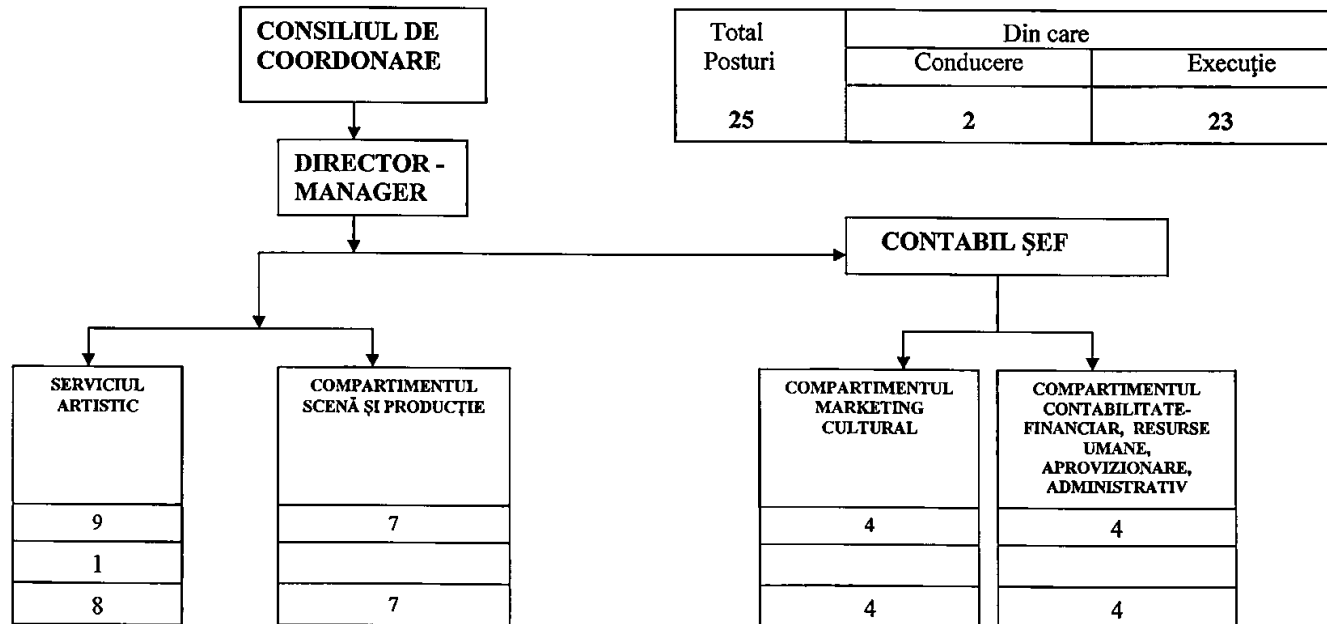 CONSILIUL DE
COORDONARE
Total
Posturi
25
Din care
Conducere
Execuţie
2
23
DIRECTOR -
MANAGER
CONTABIL ŞEF
SERVICIUL
ARTISTIC
9
1
8
COMPARTIMENTUL
SCENĂ ŞI PRODUCŢIE
7
7
COMPARTIMENTUL
MARKETING
CULTURAL
4
4
COMPARTIMENTUL
CONTABILITATE-
FINANCIAR, RESURSE
UMANE,
APROVIZIONARE,
ADMINISTRATIV
4
4